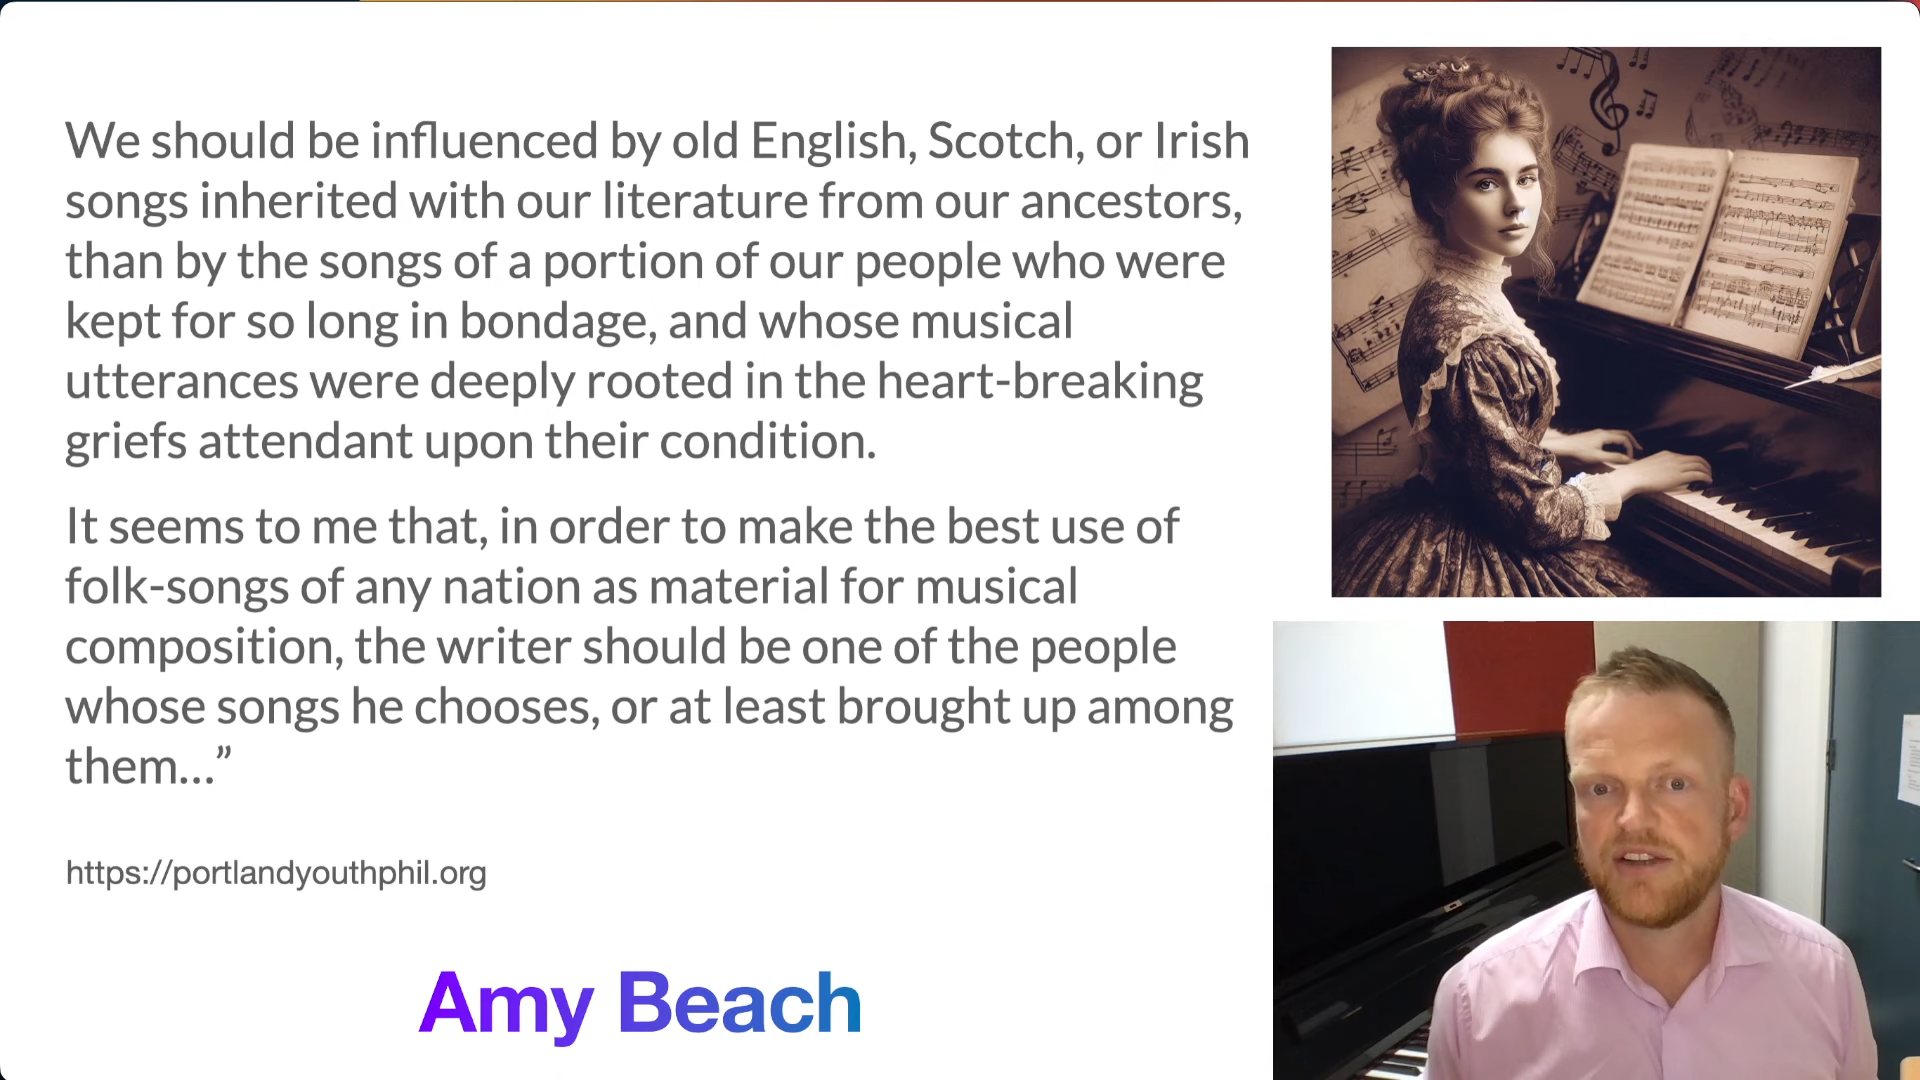 We should be influenced by old English, Scotch, or Irish
songs inherited with our literature from our ancestors,
than by the songs of a portion of our people who were
kept for so long in bondage, and whose musical
utterances were deeply rooted in the heart-breaking
griefs attendant upon their condition.
It seems to me that, in order to make the best use of
folk-songs of any nation as material for musical
composition, the writer should be one of the people
whose songs he chooses, or at least brought up among
them...”
https://portlandyouthphil.org
Amy Beach